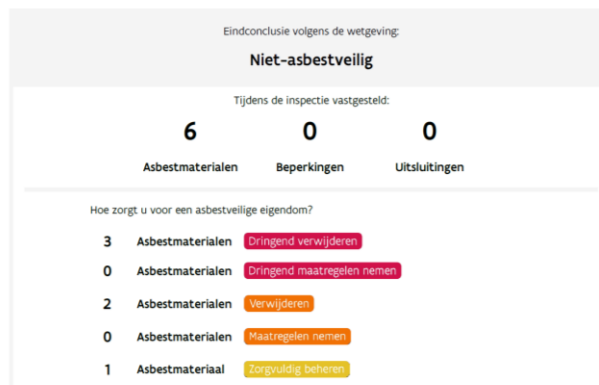 Eindconclusie volgens de wetgeving:
Niet-asbestveilig
Tijdens de inspectie vastgesteld:
6 0 0
Asbestmaterialen Beperkingen Uitsluitingen
Hoe zorgt u voor een asbestveilige eigendom?
3 Asbestmaterialen Dringend verwijderen
0 Asbestmaterialen Dringend maatregelen nemen
2 Asbestmaterialen Verwijderen
0 Asbestmaterialen Maatregelen nemen
1 Asbestmateriaal Zorgvuldig beheren